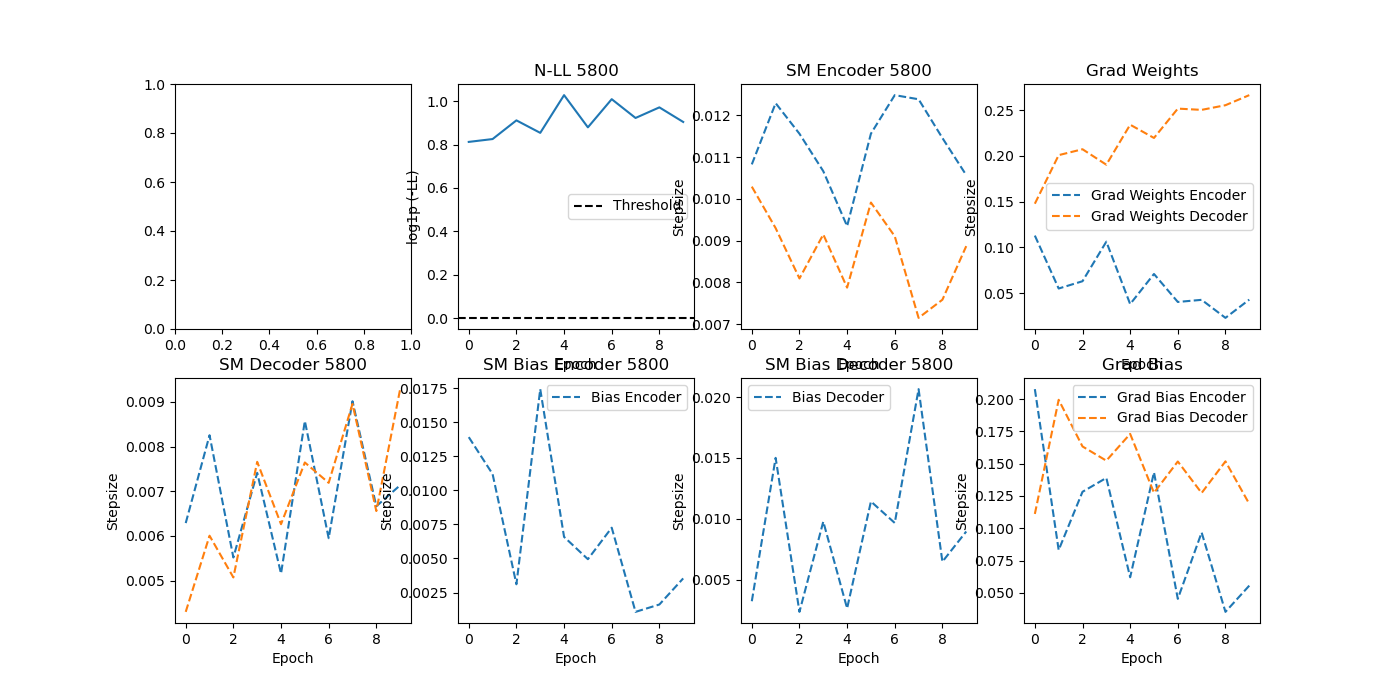 N-LL 5800
SM Encoder 5800
Grad Weights
1.0
0.8
0.6
0.4
0.2
0.0
0.0 0.2 0.4 0.6 0.8 1.0
log1p (-LL)
1.0
0.8
0.6
0.4
0.2
0.0
Threshold
0 2 4 6 8
Epoch
Stepsize
0.012
0.011
0.010
0.009
0.008
0.007
0 2 4 6 8
Epoch
Stepsize
0.25
0.20
0.10
0.05
Grad Weights Encoder
Grad Weights Decoder
0 2 4 6 8
Epoch
SM Decoder 5800
SM Bias Encoder 5800
SM Bias Decoder 5800
Grad Bias
Stepsize
0.009
0.008
0.007
0.006
0.005
0 2 4 6 8
Epoch
Stepsize
0.0175
0.0150
0.0125
0.0100
0.0075
0.0050
0.0025
Bias Encoder
0 2 4 6 8
Epoch
Stepsize
0.020
0.015
0.010
0.005
Bias Decoder
0 2 4 6 8
Epoch
Stepsize
0.200
0.175
0.150
0.125
0.100
0.075
0.050
Grad Bias Encoder
Grad Bias Decoder
0 2 4 6 8
Epoch